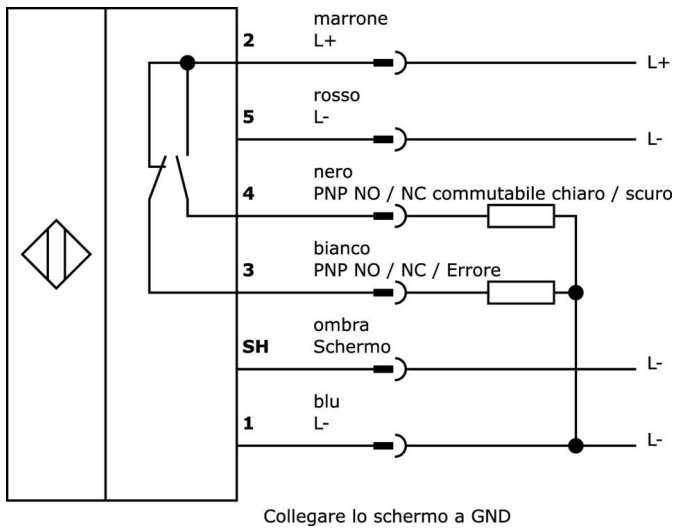 marrone
2 L+ L+
rosso
5 L- L-
nero
4 PNP NO / NC commutabile chiaro / scuro
bianco
3 PNP NO / NC / Errore
ombra
SH Schermo L-
blu
1 L- L-
Collegare lo schermo a GND